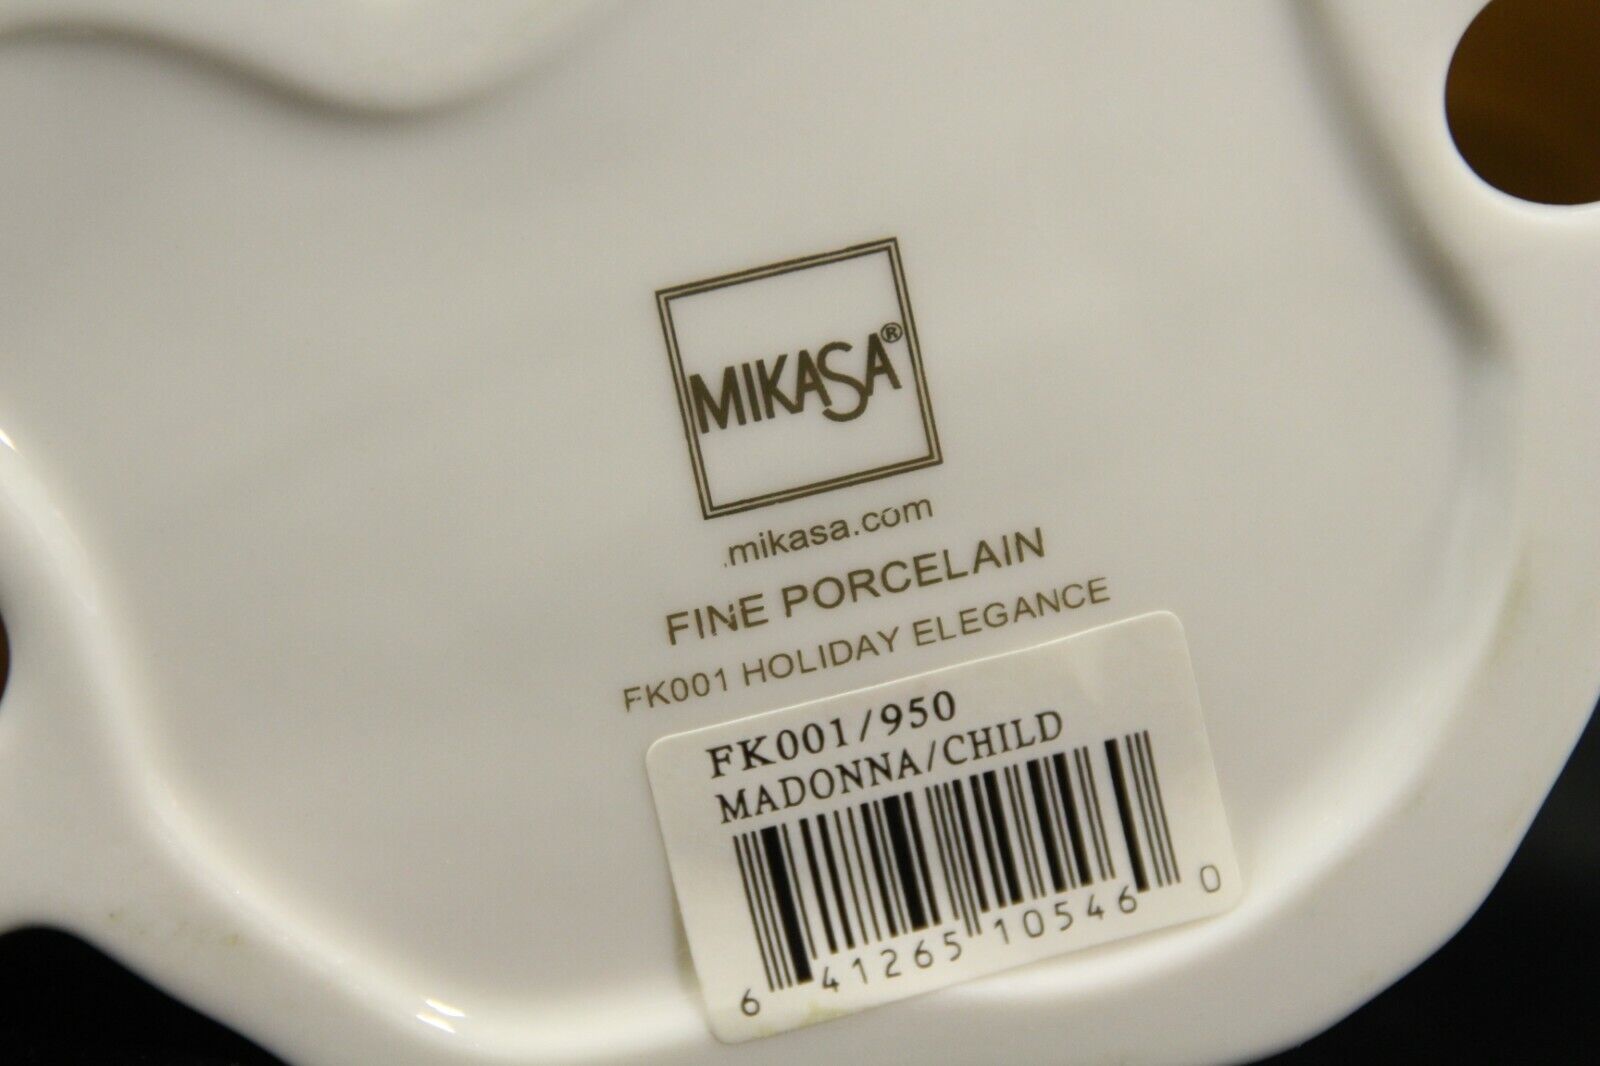 MIKASA®
mikasa.com
FINE PORCELAIN
FK001 HOLIDAY ELEGANCE
FK001/950
MADONNA/CHILD
6 41265 10546 0